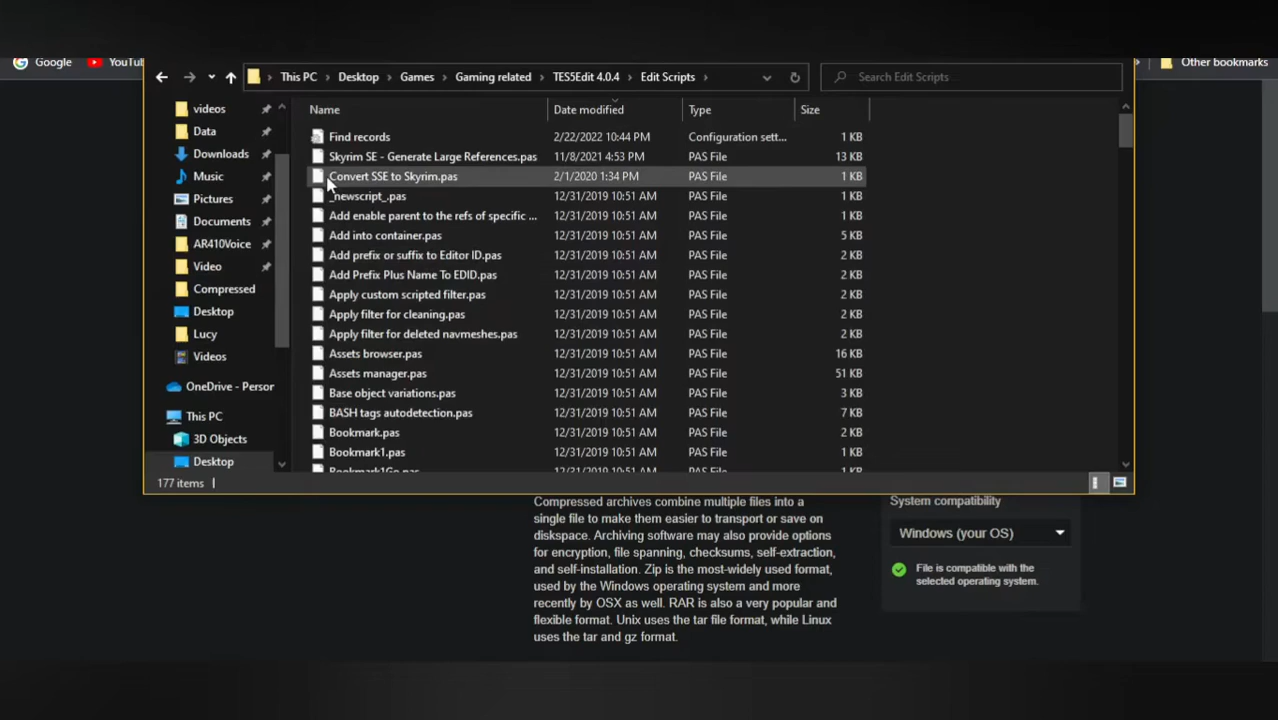 Google YouTu Other bookmarks
This PC Desktop Games Gaming related TES5Edit 4.0.4 Edit Scripts Search Edit Scripts
videos
Data
Downloads
Music
Pictures
Documents
AR410Voice
Video
Compressed
Desktop
Lucy
Videos
OneDrive - Person
This PC
3D Objects
Desktop
Name Date modified Type Size
Find records 2/22/2022 10:44 PM Configuration sett... 1 KB
Skyrim SE - Generate Large References.pas 11/8/2021 4:53 PM PAS File 13 KB
Convert SSE to Skyrim.pas 2/1/2020 1:34 PM PAS File 1 KB
_newscript_.pas 12/31/2019 10:51 AM PAS File 1 KB
Add enable parent to the refs of specific ... 12/31/2019 10:51 AM PAS File 1 KB
Add into container.pas 12/31/2019 10:51 AM PAS File 5 KB
Add prefix or suffix to Editor ID.pas 12/31/2019 10:51 AM PAS File 2 KB
Add Prefix Plus Name To EDID.pas 12/31/2019 10:51 AM PAS File 2 KB
Apply custom scripted filter.pas 12/31/2019 10:51 AM PAS File 2 KB
Apply filter for cleaning.pas 12/31/2019 10:51 AM PAS File 2 KB
Apply filter for deleted navmeshes.pas 12/31/2019 10:51 AM PAS File 2 KB
Assets browser.pas 12/31/2019 10:51 AM PAS File 16 KB
Assets manager.pas 12/31/2019 10:51 AM PAS File 51 KB
Base object variations.pas 12/31/2019 10:51 AM PAS File 3 KB
BASH tags autodetection.pas 12/31/2019 10:51 AM PAS File 7 KB
Bookmark.pas 12/31/2019 10:51 AM PAS File 2 KB
Bookmark1.pas 12/31/2019 10:51 AM PAS File 1 KB
Bookmark1Go.pas 12/31/2019 10:51 AM PAS File 1 KB
177 items
Compressed archives combine multiple files into a
single file to make them easier to transport or save on
diskspace. Archiving software may also provide options
for encryption, file spanning, checksums, self-extraction,
and self-installation. Zip is the most-widely used format,
used by the Windows operating system and more
recently by OSX as well. RAR is also a very popular and
flexible format. Unix uses the tar file format, while Linux
uses the tar and gz format.
System compatibility
Windows (your OS)
File is compatible with the
selected operating system.